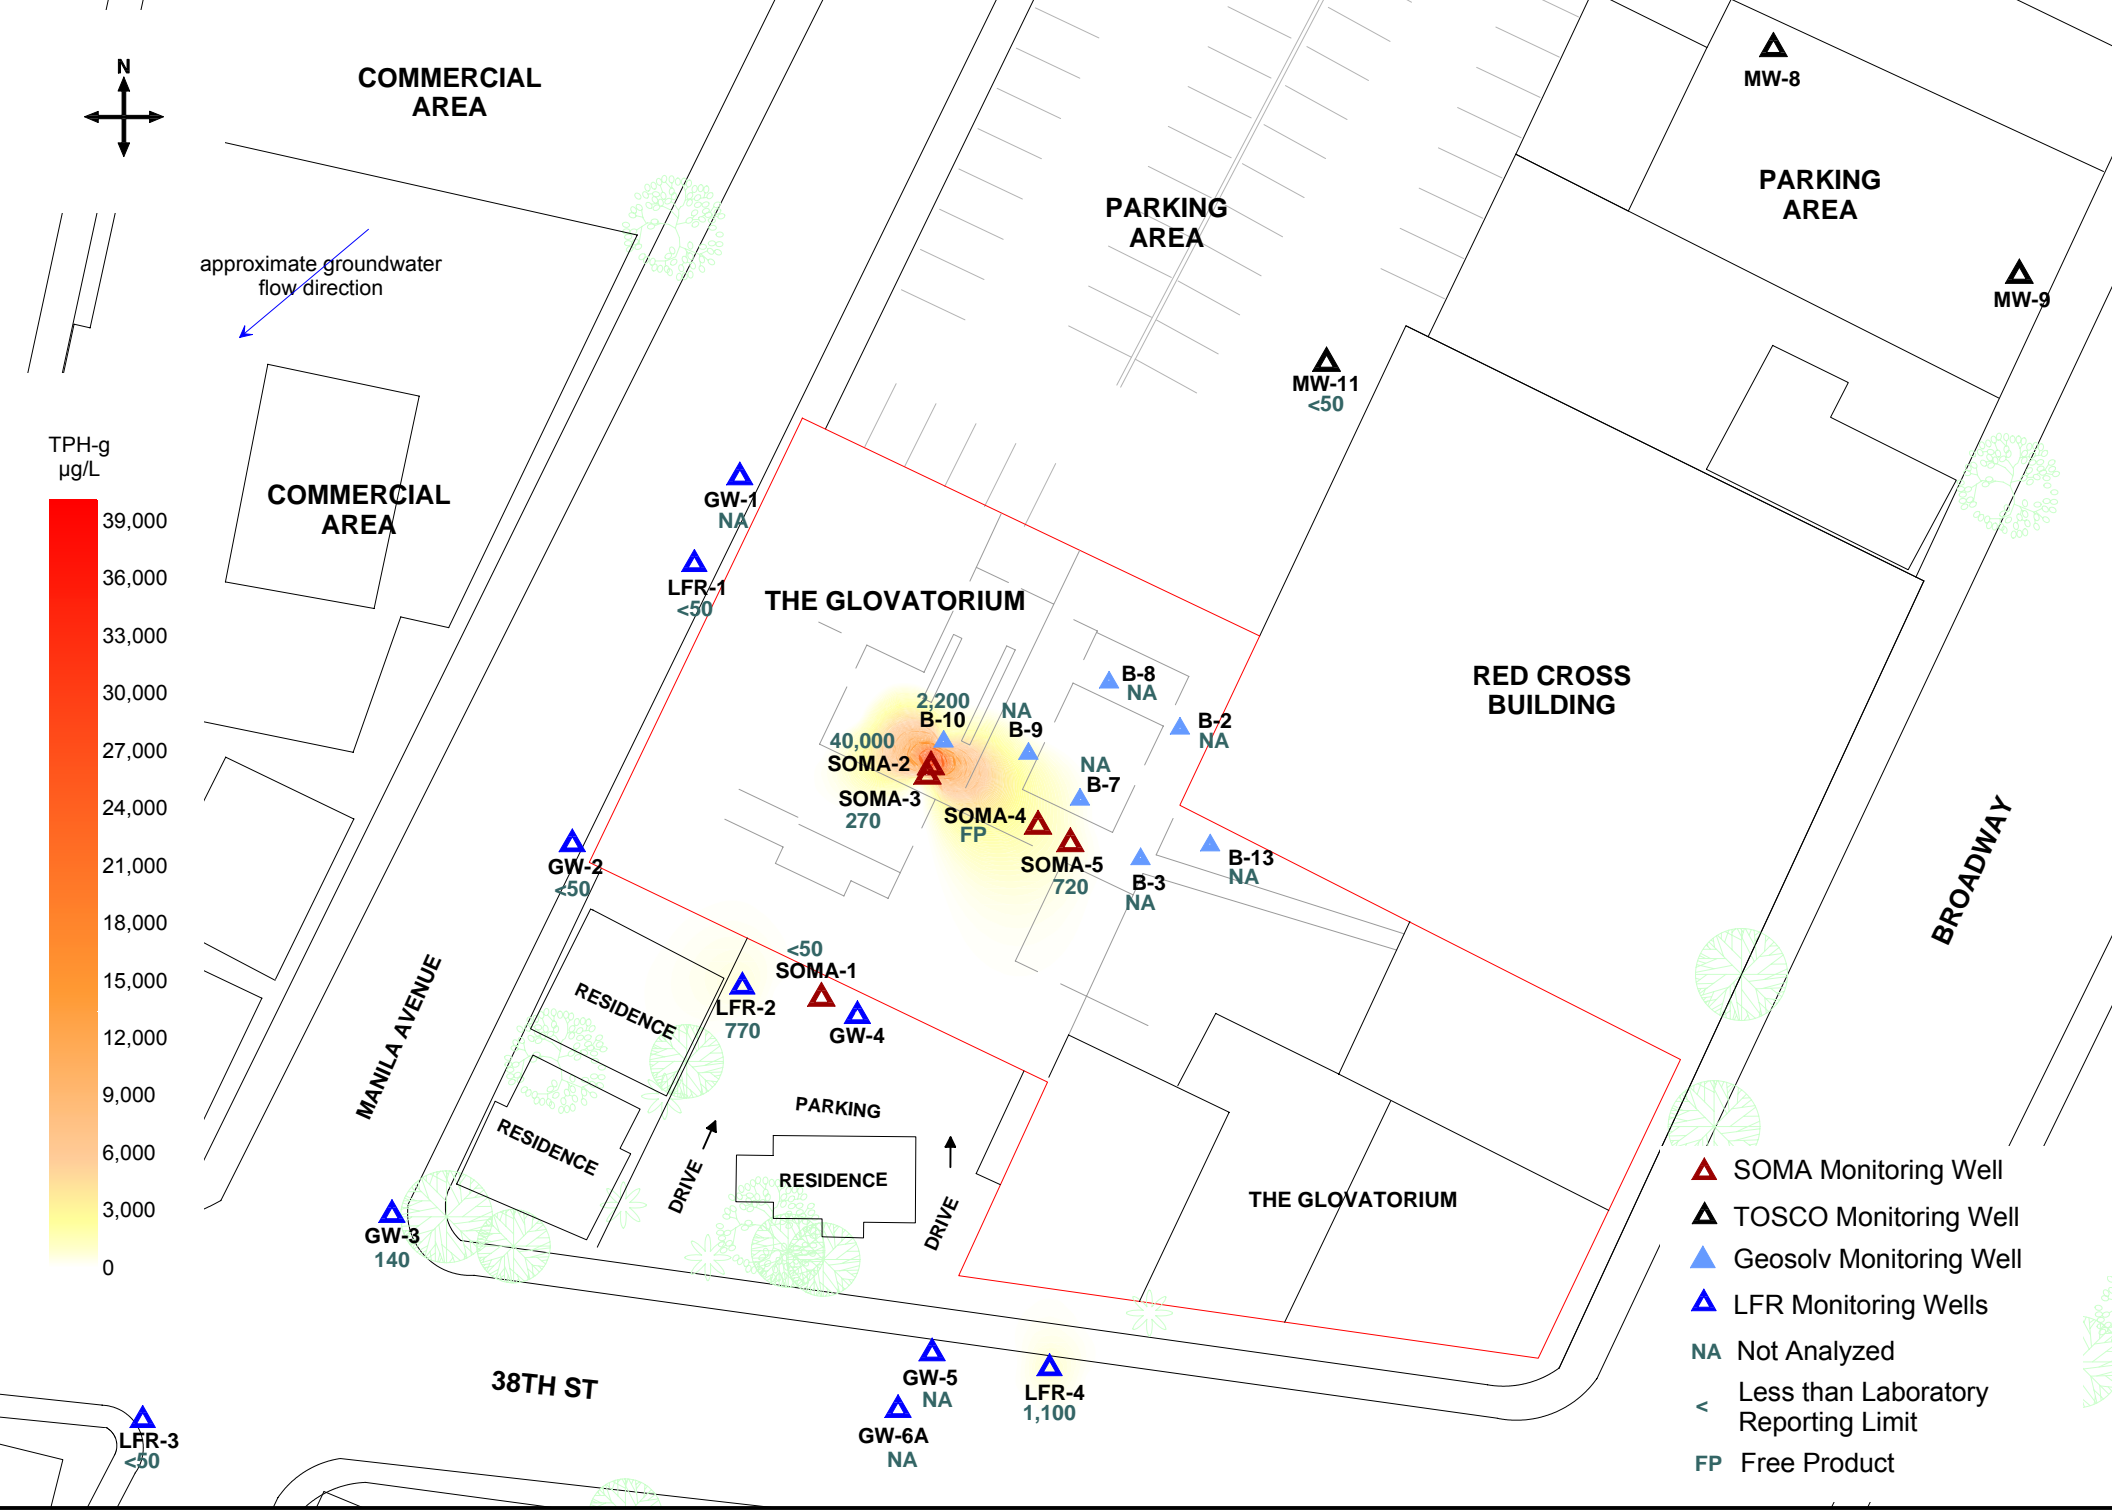 N
COMMERCIAL
AREA
MW-8
PARKING
AREA
PARKING
AREA
approximate groundwater
flow direction
MW-9
MW-11
<50
TPH-g
µg/L
39,000
36,000
33,000
30,000
27,000
24,000
21,000
18,000
15,000
12,000
9,000
6,000
3,000
0
COMMERCIAL
AREA
GW-1
NA
LFR-1
<50
THE GLOVATORIUM
RED CROSS
BUILDING
B-8
NA
2,200
B-10
NA
B-9
B-2
NA
40,000
SOMA-2
NA
B-7
SOMA-3
270
SOMA-4
FP
SOMA-5
720
B-3
NA
B-13
NA
GW-2
<50
BROADWAY
<50
SOMA-1
LFR-2
770
GW-4
RESIDENCE
MANILA AVENUE
PARKING
RESIDENCE
DRIVE
RESIDENCE
DRIVE
THE GLOVATORIUM
GW-3
140
GW-5
NA
LFR-4
1,100
GW-6A
NA
38TH ST
LFR-3
<50
SOMA Monitoring Well
TOSCO Monitoring Well
Geosolv Monitoring Well
LFR Monitoring Wells
NA Not Analyzed
< Less than Laboratory
Reporting Limit
FP Free Product